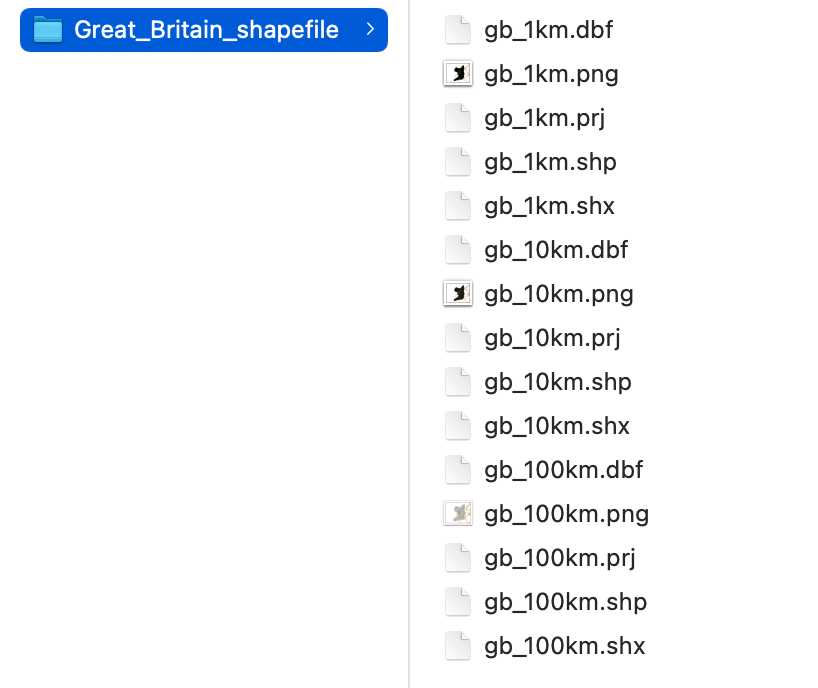 Great_Britain_shapefile
gb_1km.dbf
gb_1km.png
gb_1km.prj
gb_1km.shp
gb_1km.shx
gb_10km.dbf
gb_10km.png
gb_10km.prj
gb_10km.shp
gb_10km.shx
gb_100km.dbf
gb_100km.png
gb_100km.prj
gb_100km.shp
gb_100km.shx